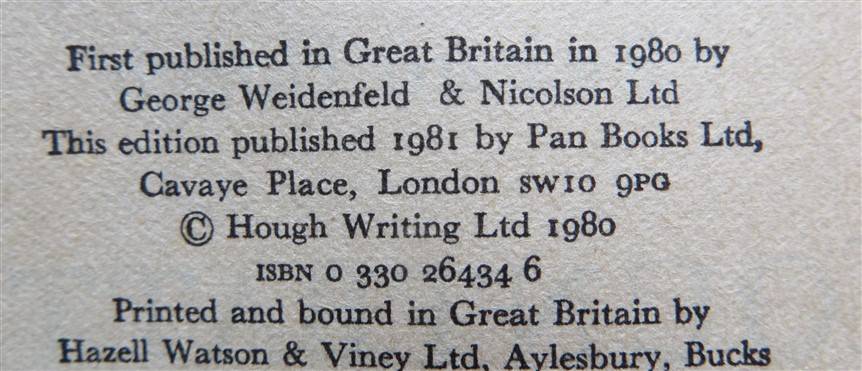 First published in Great Britain in 1980 by
George Weidenfeld & Nicolson Ltd
This edition published 1981 by Pan Books Ltd,
Cavaye Place, London SW10 9PG
© Hough Writing Ltd 1980
ISBN 0 330 26434 6
Printed and bound in Great Britain by
Hazell Watson & Viney Ltd, Aylesbury, Bucks